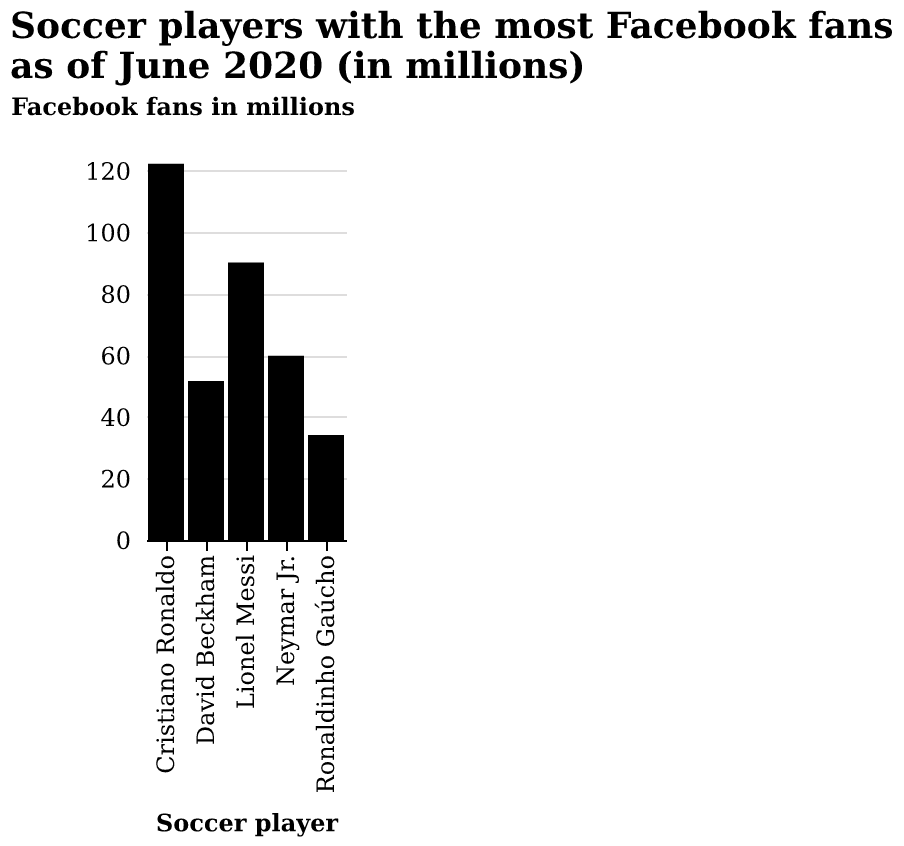 Soccer players with the most Facebook fans
as of June 2020 (in millions)
Facebook fans in millions
120
100
80
60
40
20
0
Cristiano Ronaldo
David Beckham
Lionel Messi
Neymar Jr.
Ronaldinho Gaúcho
Soccer player